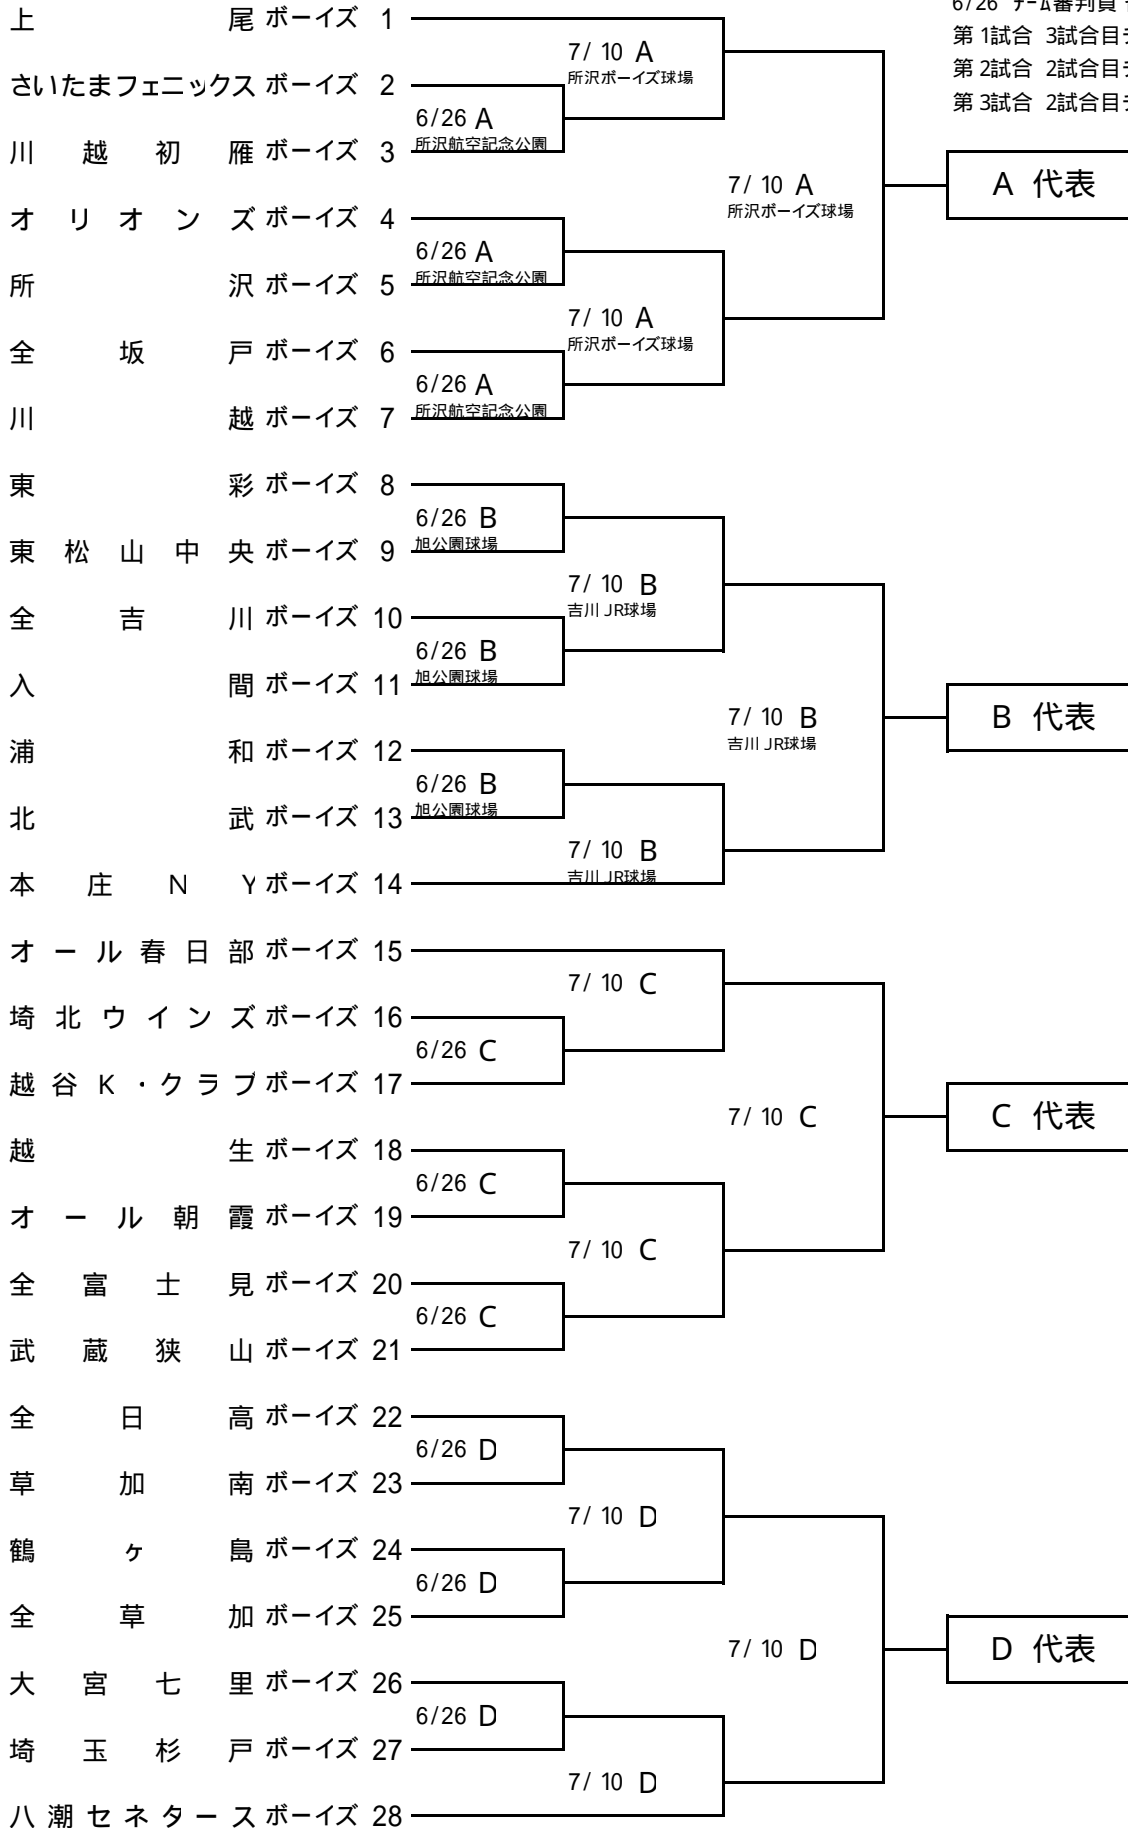 6/26 チーム審判員
第1試合 3試合目
第2試合 2試合目
第3試合 2試合目
上尾ボーイズ 1
7/10 A
所沢ボーイズ球場
さいたまフェニックスボーイズ 2
6/26 A
所沢航空記念公園
川越初雁ボーイズ 3
7/10 A
所沢ボーイズ球場
A 代表
オリオンズボーイズ 4
6/26 A
所沢航空記念公園
所沢ボーイズ 5
7/10 A
所沢ボーイズ球場
全坂戸ボーイズ 6
6/26 A
所沢航空記念公園
川越ボーイズ 7
東彩ボーイズ 8
6/26 B
旭公園球場
東松山中央ボーイズ 9
7/10 B
吉川JR球場
全吉川ボーイズ 10
6/26 B
旭公園球場
入間ボーイズ 11
7/10 B
吉川JR球場
B 代表
浦和ボーイズ 12
6/26 B
旭公園球場
北武ボーイズ 13
7/10 B
吉川JR球場
本庄NYボーイズ 14
オール春日部ボーイズ 15
7/10 C
埼北ウインズボーイズ 16
6/26 C
越谷K・クラブボーイズ 17
7/10 C
C 代表
越生ボーイズ 18
6/26 C
オール朝霞ボーイズ 19
7/10 C
全富士見ボーイズ 20
6/26 C
武蔵狭山ボーイズ 21
全日高ボーイズ 22
6/26 D
草加南ボーイズ 23
7/10 D
鶴ヶ島ボーイズ 24
6/26 D
全草加ボーイズ 25
7/10 D
D 代表
大宮七里ボーイズ 26
6/26 D
埼玉杉戸ボーイズ 27
7/10 D
八潮セネタースボーイズ 28